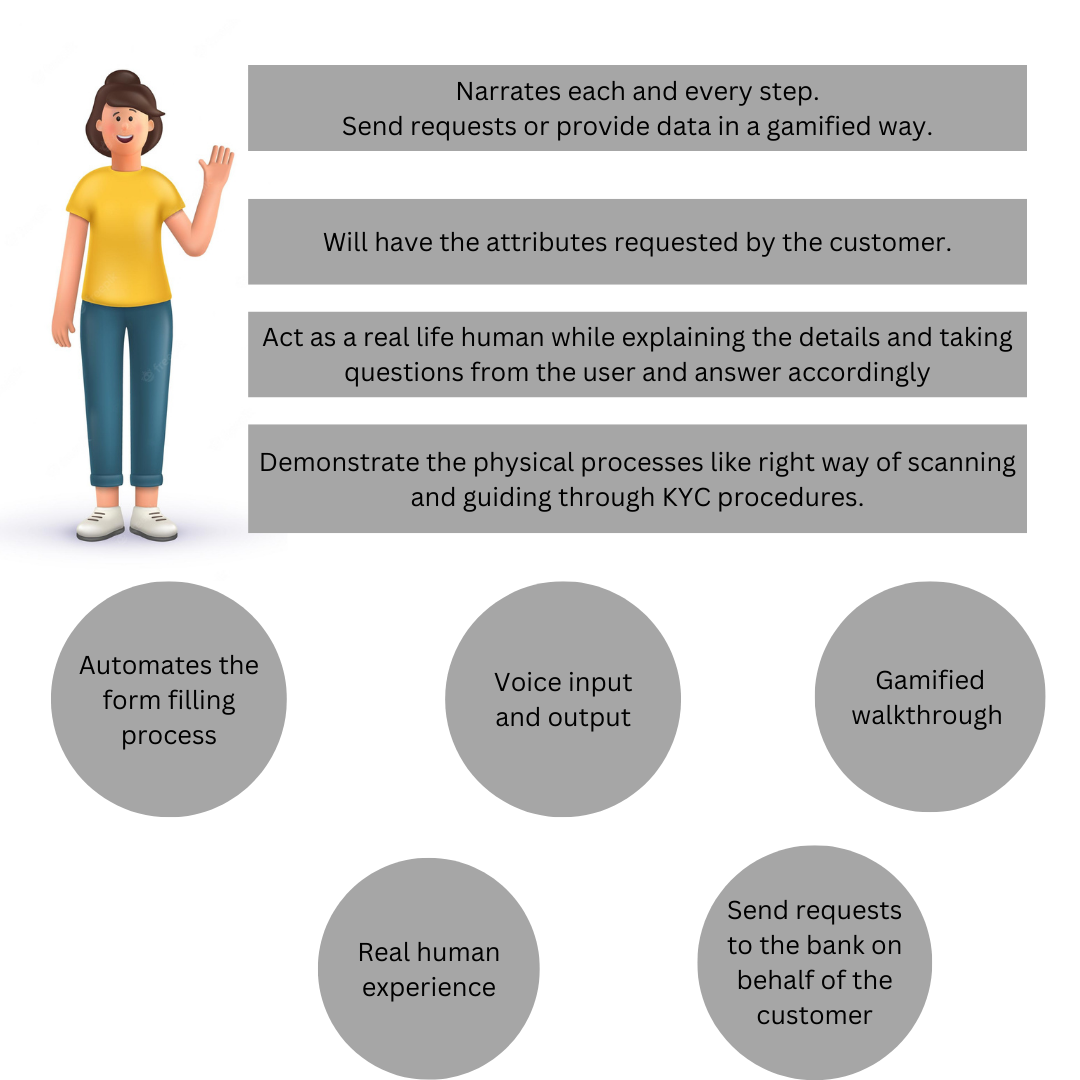 Narrates each and every step.
Send requests or provide data in a gamified way.
Will have the attributes requested by the customer.
Act as a real life human while explaining the details and taking
questions from the user and answer accordingly
Demonstrate the physical processes like right way of scanning
and guiding through KYC procedures.
Automates the
form filling
process
Voice input
and output
Gamified
walkthrough
Real human
experience
Send requests
to the bank on
behalf of the
customer